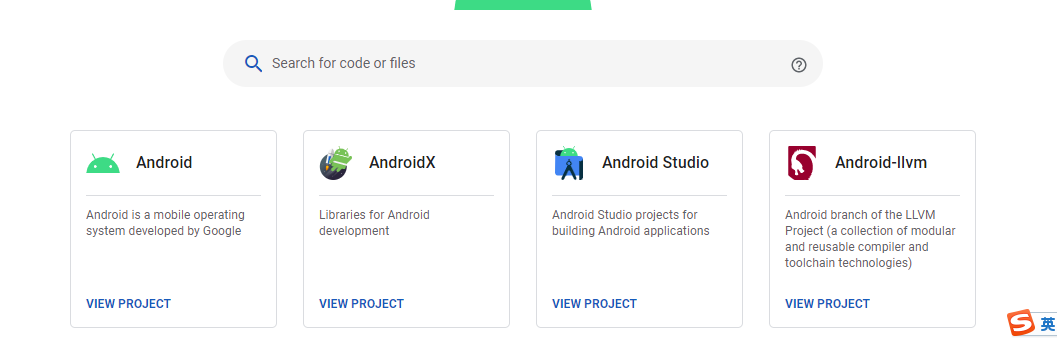 Search for code or files
Android
Android is a mobile operating
system developed by Google
VIEW PROJECT
AndroidX
Libraries for Android
development
VIEW PROJECT
Android Studio
Android Studio projects for
building Android applications
VIEW PROJECT
Android-llvm
Android branch of the LLVM
Project (a collection of modular
and reusable compiler and
toolchain technologies)
VIEW PROJECT
英